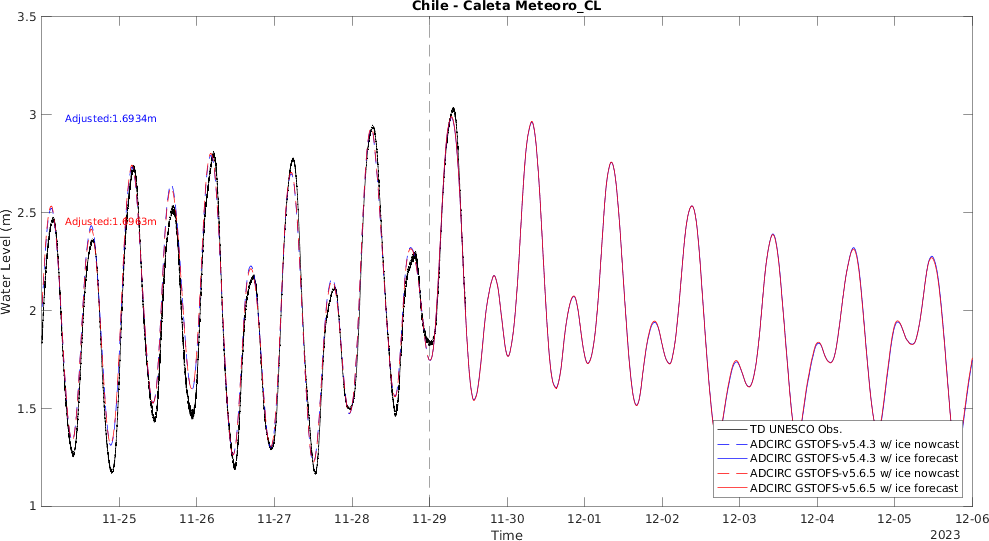 Chile - Caleta Meteoro_CL
3.5
3
2.5
2
1.5
1
Water Level (m)
Adjusted:1.6934m
Adjusted:1.6963m
TD UNESCO Obs.
ADCIRC GSTOFS-v5.4.3 w/ ice nowcast
ADCIRC GSTOFS-v5.4.3 w/ ice forecast
ADCIRC GSTOFS-v5.6.5 w/ ice nowcast
ADCIRC GSTOFS-v5.6.5 w/ ice forecast
11-25 11-26 11-27 11-28 11-29 11-30 12-01 12-02 12-03 12-04 12-05 12-06
Time
2023